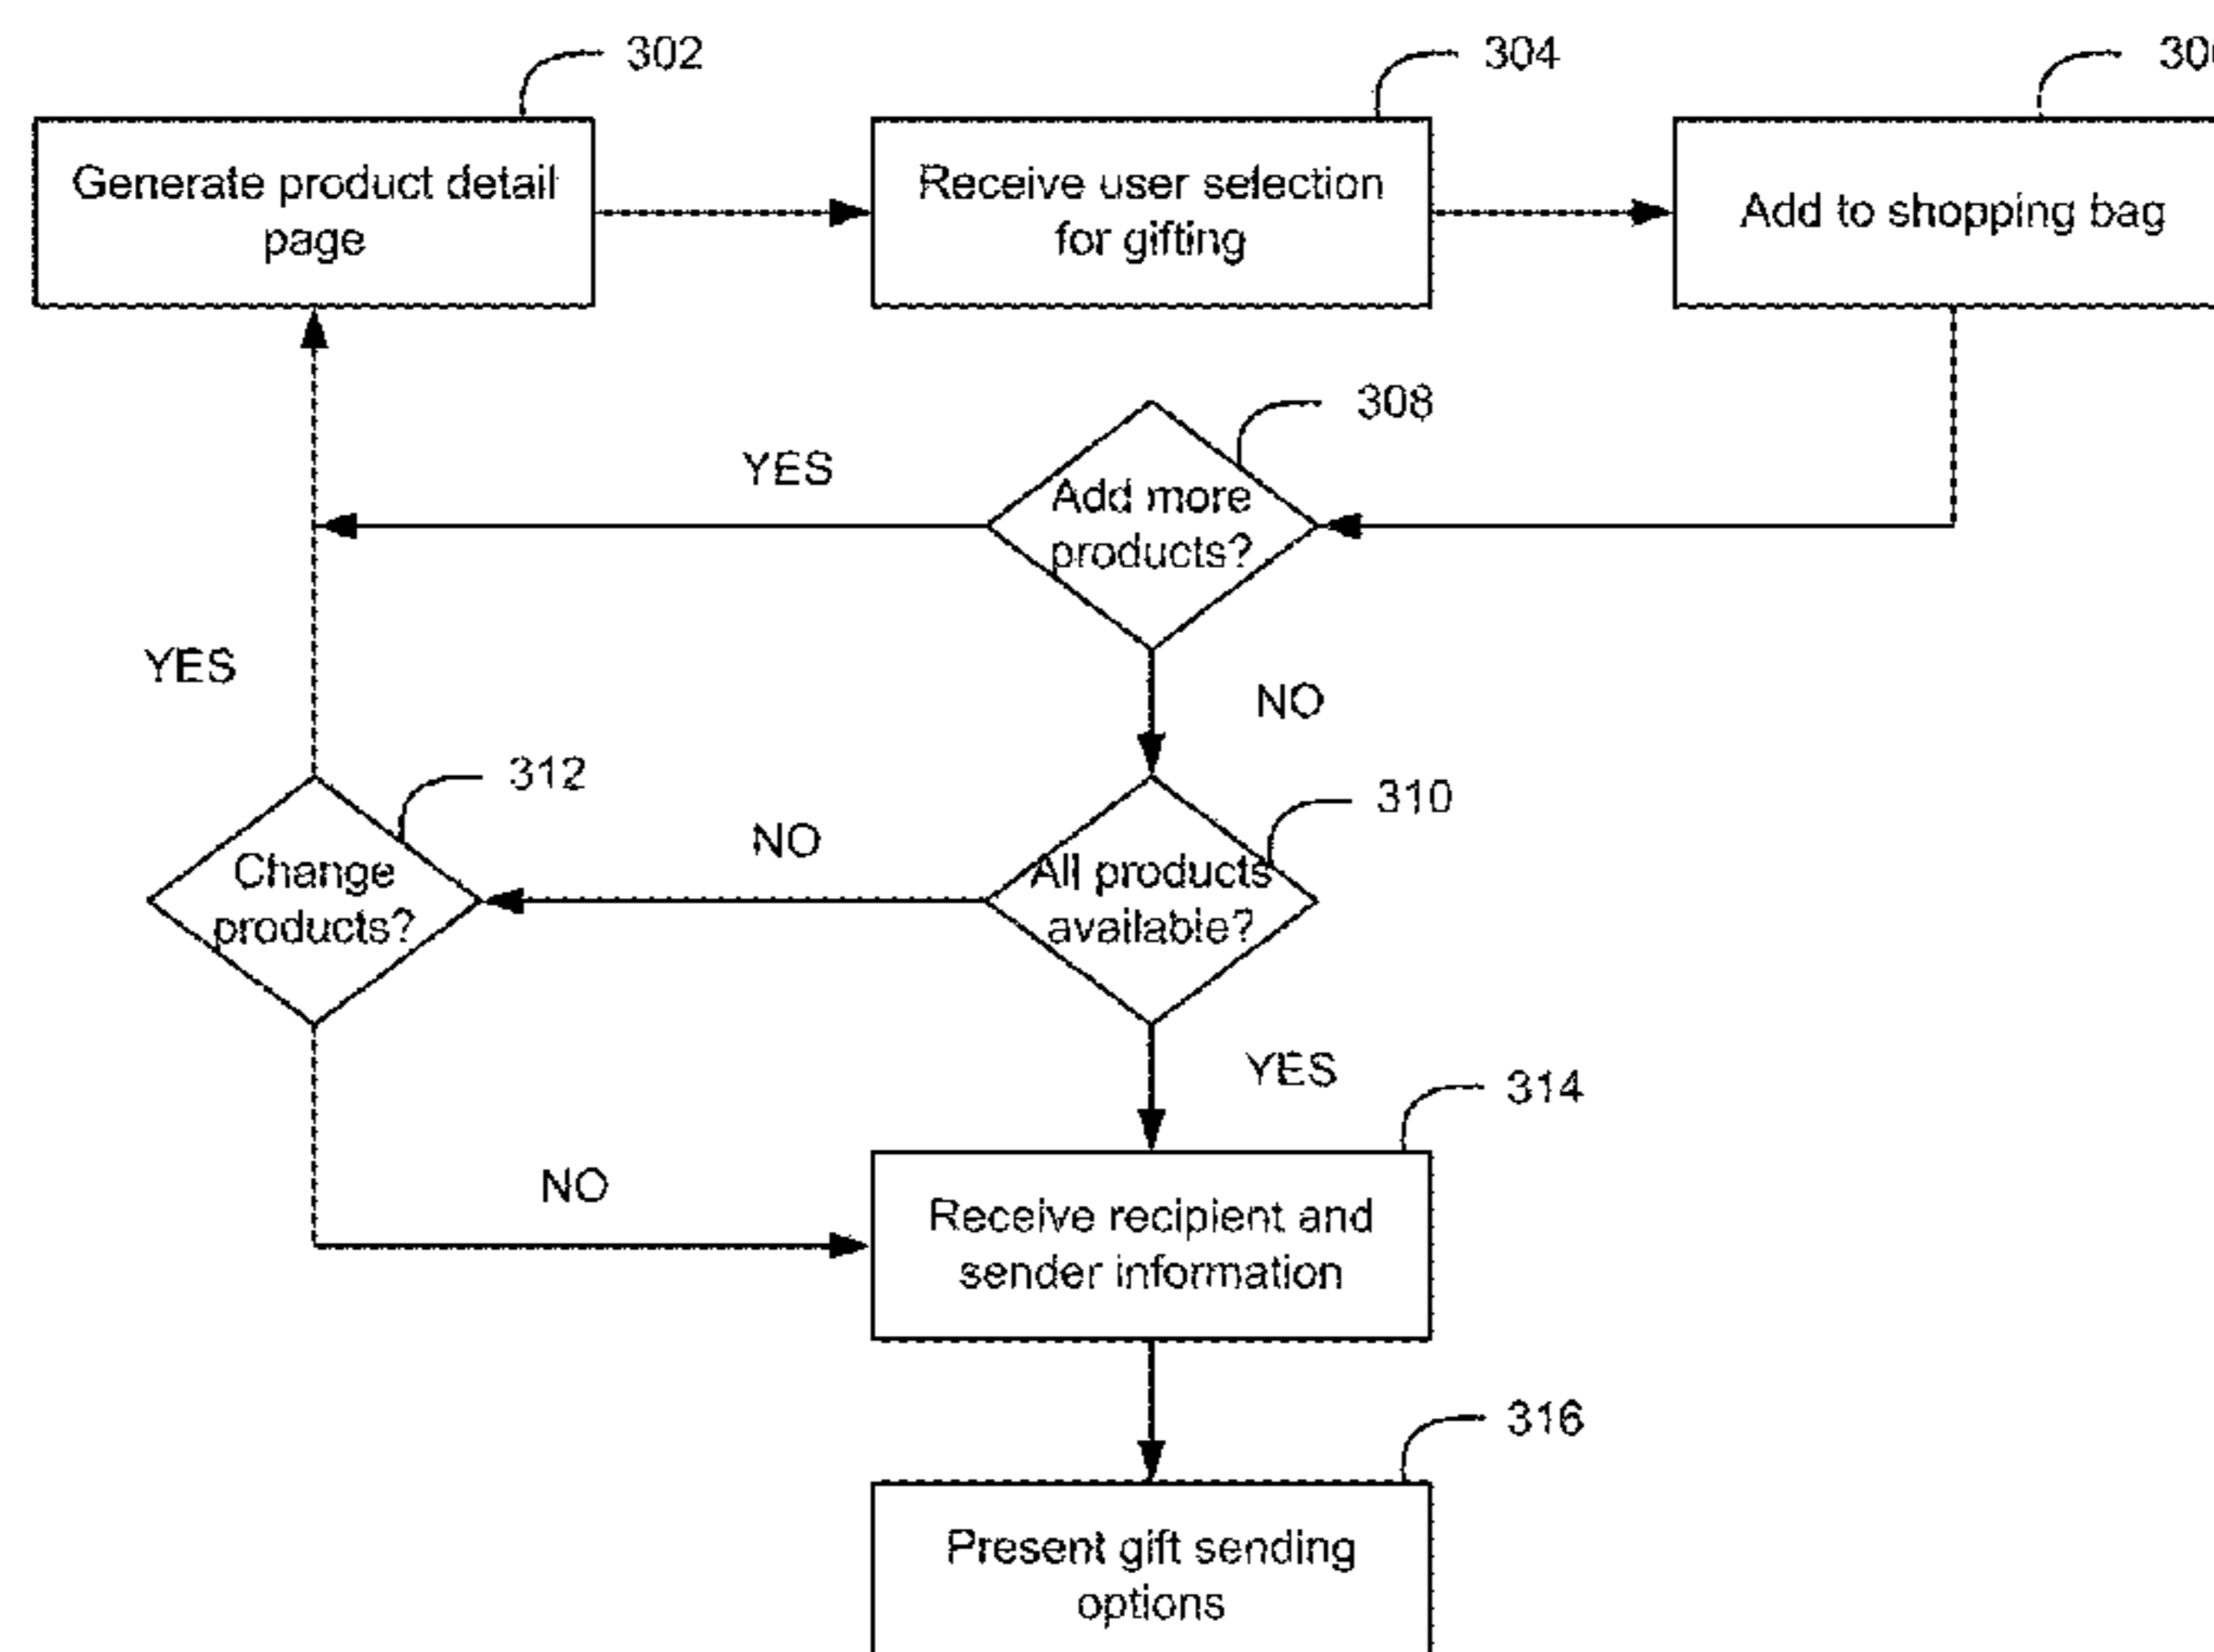 302
304
Generate product detail
page
Receive user selection
for gifting
Add to shopping bag
308
YES
Add more
products?
YES
NO
312
310
NO
Change
products?
All products
available?
YES
314
NO
Receive recipient and
sender information
316
Present gift sending
options